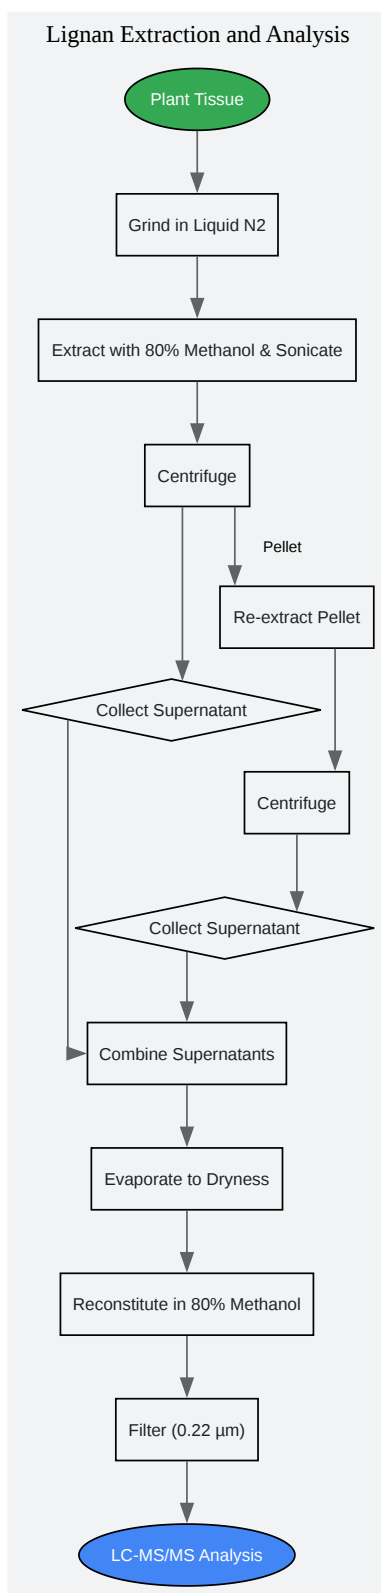 Lignan Extraction and Analysis
Plant Tissue
Grind in Liquid N2
Extract with 80% Methanol & Sonicate
Centrifuge
Pellet
Re-extract Pellet
Collect Supernatant
Centrifuge
Collect Supernatant
Combine Supernatants
Evaporate to Dryness
Reconstitute in 80% Methanol
Filter (0.22 µm)
LC-MS/MS Analysis